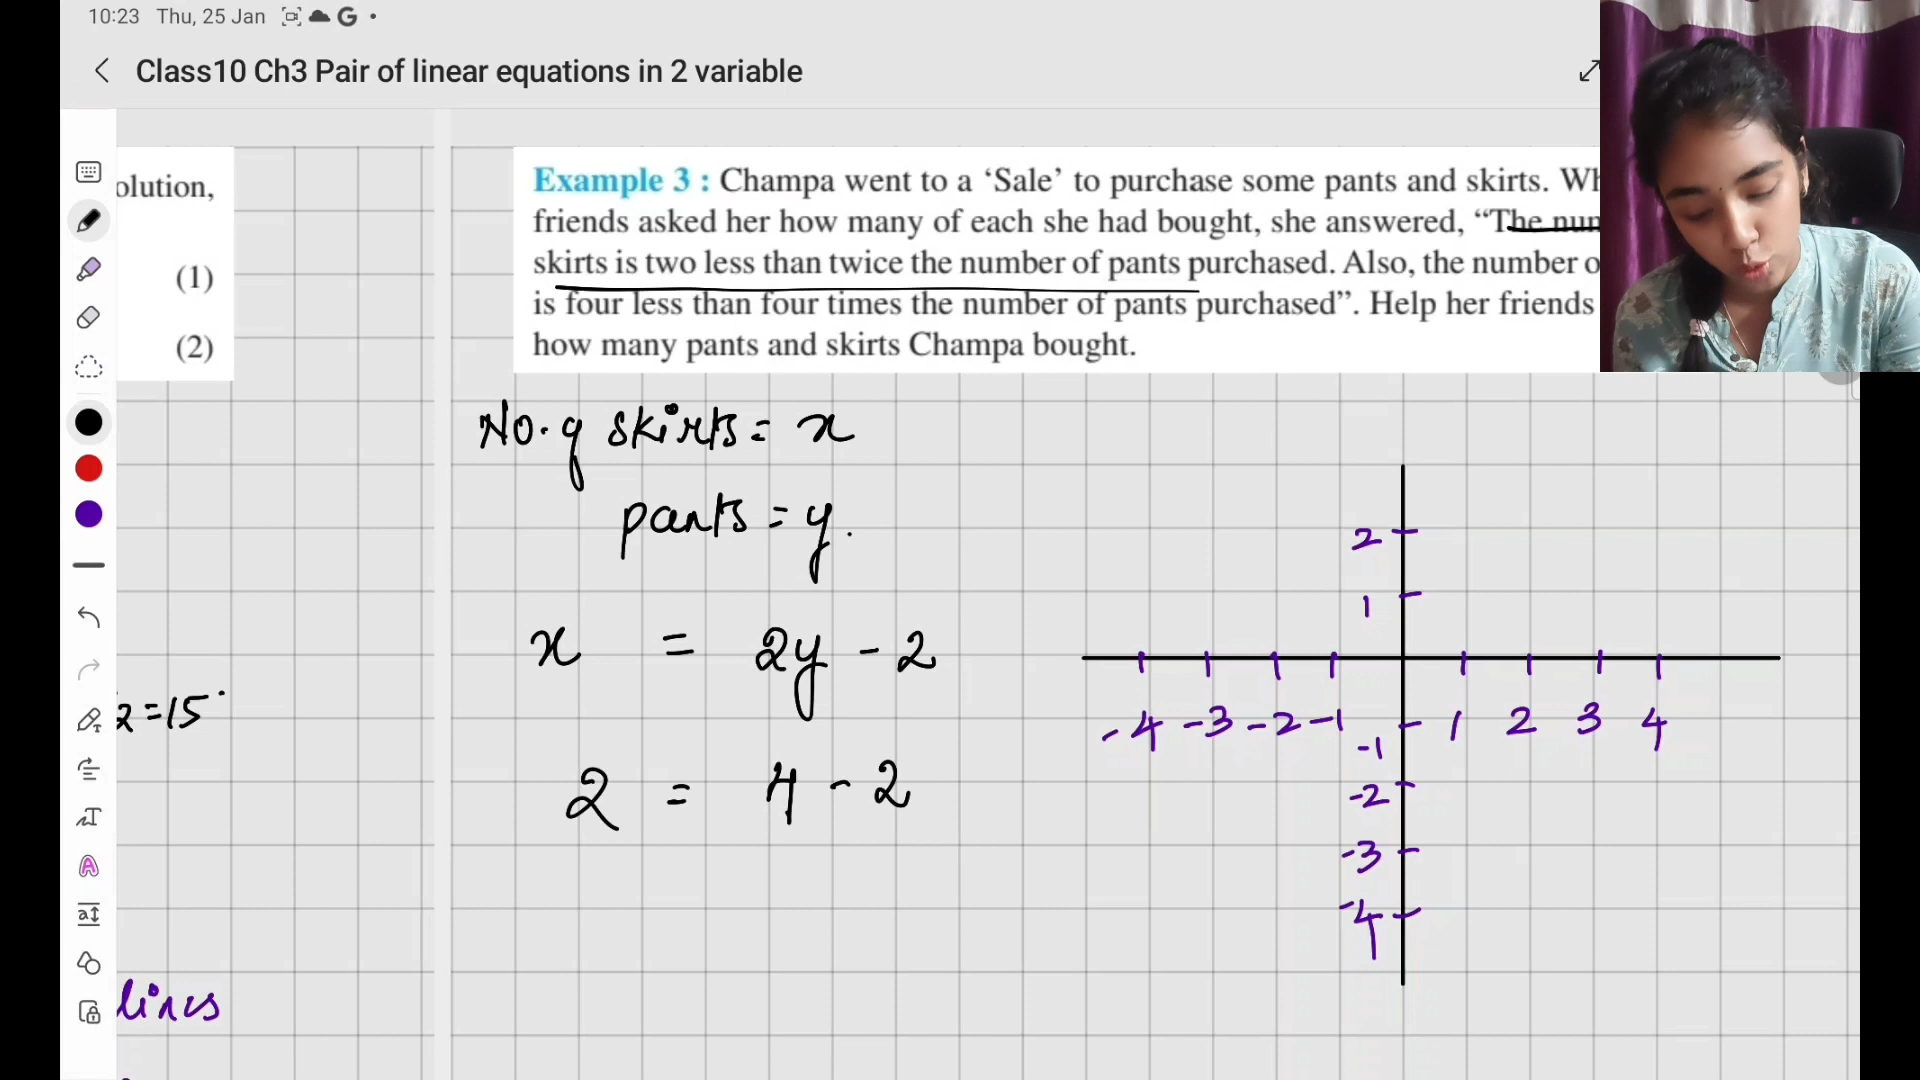 10:23 Thu, 25 Jan
Class10 Ch3 Pair of linear equations in 2 variable
olution,
(1)
(2)
Example 3 : Champa went to a ‘Sale’ to purchase some pants and skirts. Wh
friends asked her how many of each she had bought, she answered, “The num
skirts is two less than twice the number of pants purchased. Also, the number o
is four less than four times the number of pants purchased”. Help her friends
how many pants and skirts Champa bought.
No. of skirts = x
pants = y.
x = 2y - 2
2 = 4 - 2
2=15
lines
2
1
-4 -3 -2 -1 1 2 3 4
-1
-2
-3
-4